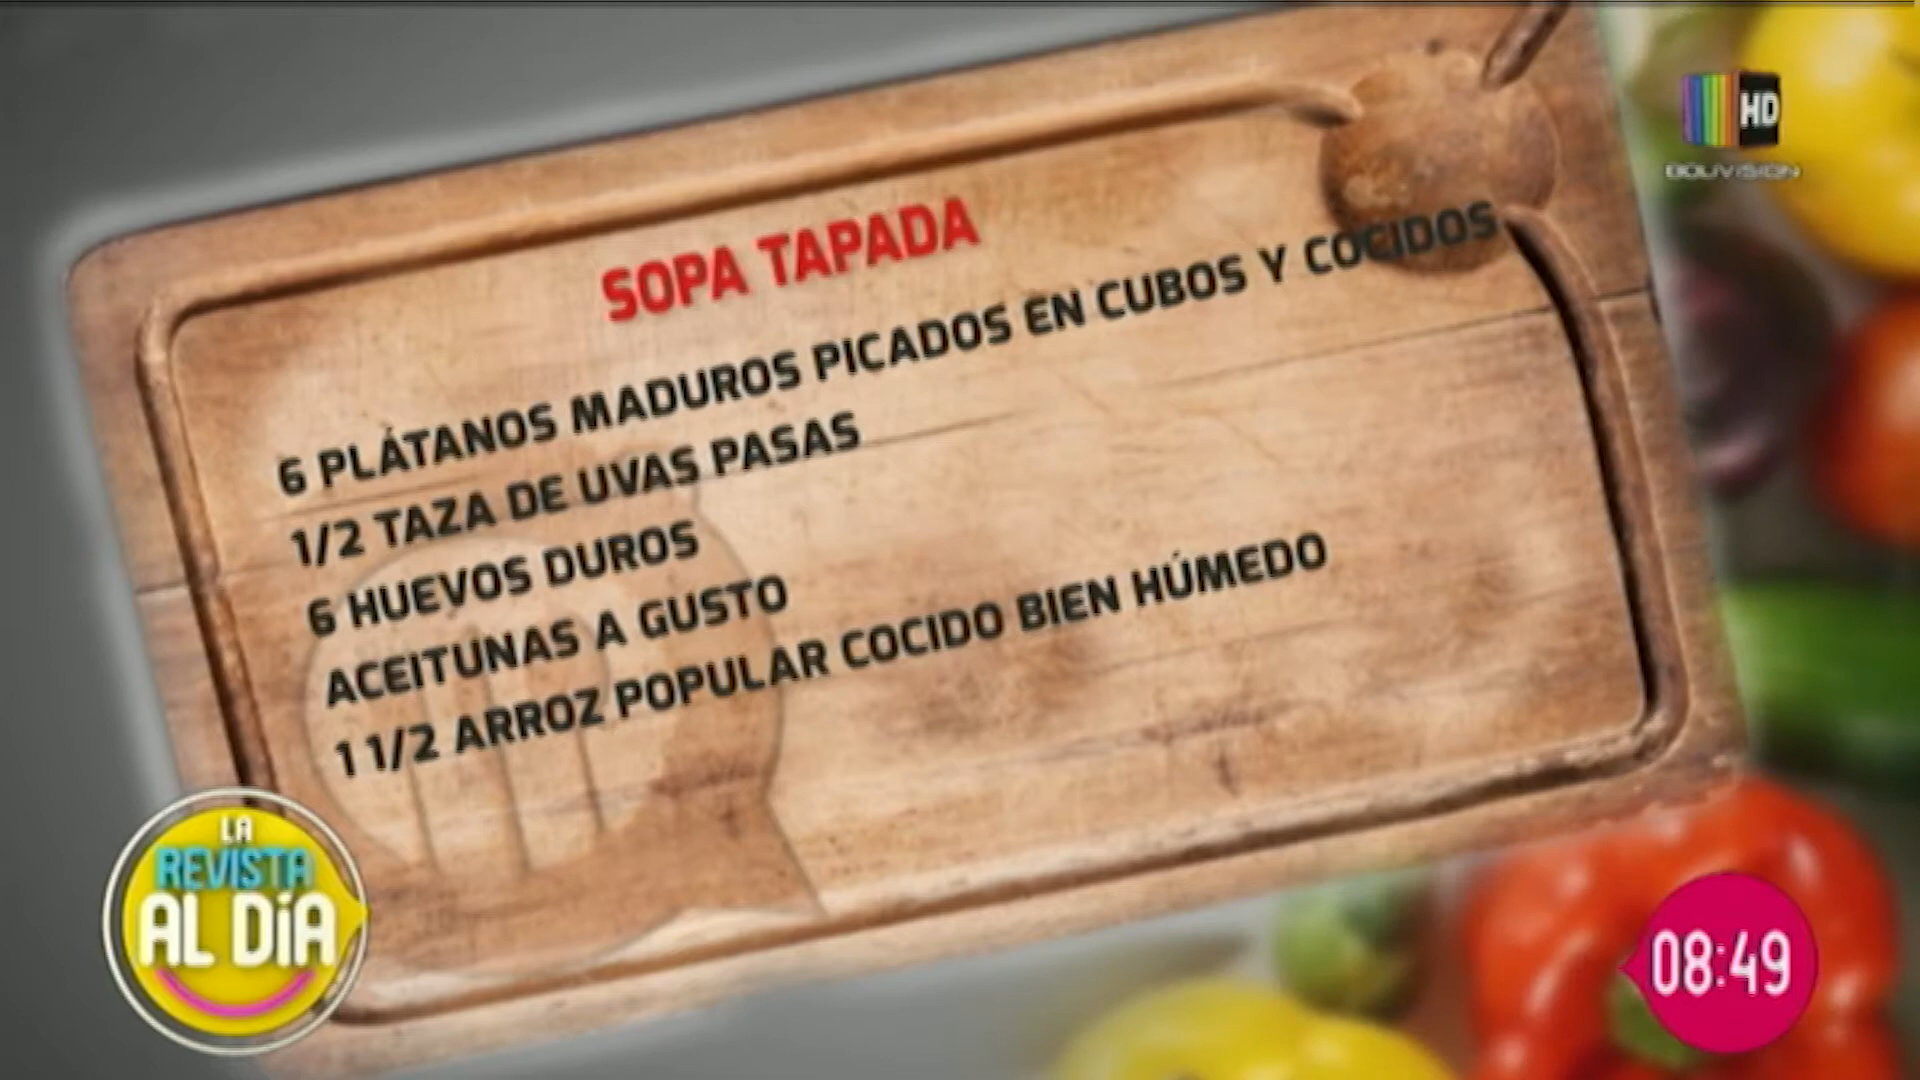 HD
BOLIVISION
SOPA TAPADA
6 PLÁTANOS MADUROS PICADOS EN CUBOS Y COCIDOS
1/2 TAZA DE UVAS PASAS
6 HUEVOS DUROS
ACEITUNAS A GUSTO
1 1/2 ARROZ POPULAR COCIDO BIEN HÚMEDO
LA
REVISTA
AL DÍA
08:49